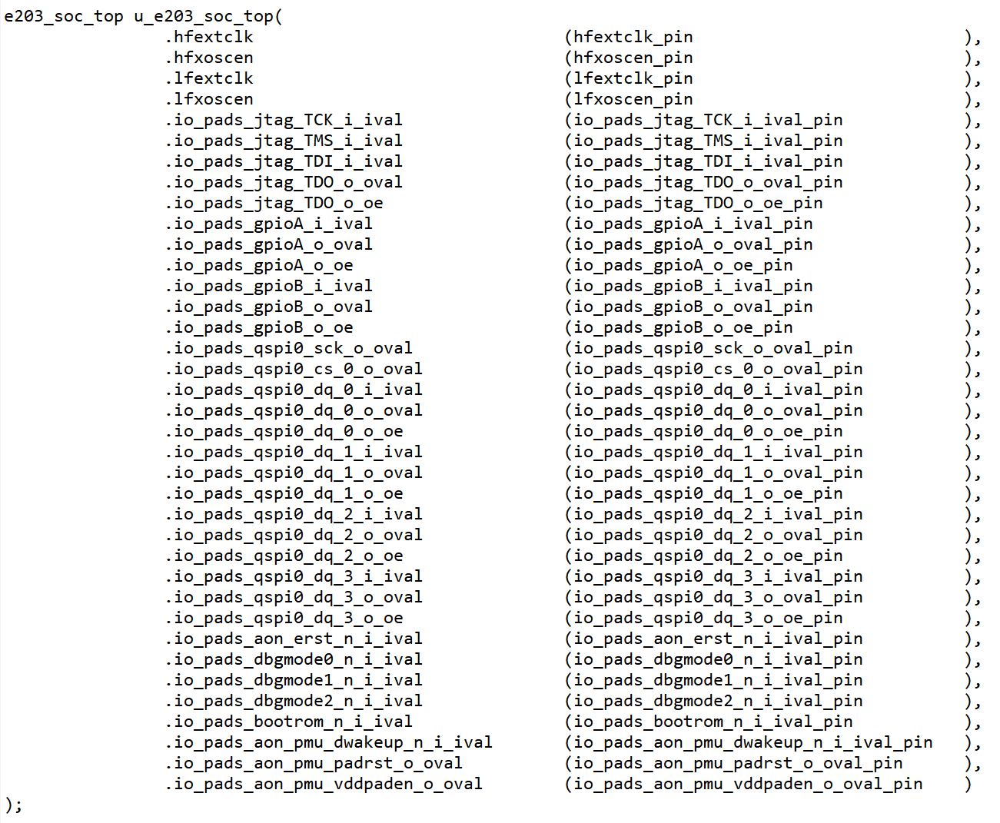 e203_soc_top u_e203_soc_top(
.hfextclk (hfextclk_pin ),
.hfxoscen (hfxoscen_pin ),
.lfextclk (lfextclk_pin ),
.lfxoscen (lfxoscen_pin ),
.io_pads_jtag_TCK_i_ival (io_pads_jtag_TCK_i_ival_pin ),
.io_pads_jtag_TMS_i_ival (io_pads_jtag_TMS_i_ival_pin ),
.io_pads_jtag_TDI_i_ival (io_pads_jtag_TDI_i_ival_pin ),
.io_pads_jtag_TDO_o_oval (io_pads_jtag_TDO_o_oval_pin ),
.io_pads_jtag_TDO_o_oe (io_pads_jtag_TDO_o_oe_pin ),
.io_pads_gpioA_i_ival (io_pads_gpioA_i_ival_pin ),
.io_pads_gpioA_o_oval (io_pads_gpioA_o_oval_pin ),
.io_pads_gpioA_o_oe (io_pads_gpioA_o_oe_pin ),
.io_pads_gpioB_i_ival (io_pads_gpioB_i_ival_pin ),
.io_pads_gpioB_o_oval (io_pads_gpioB_o_oval_pin ),
.io_pads_gpioB_o_oe (io_pads_gpioB_o_oe_pin ),
.io_pads_qspi0_sck_o_oval (io_pads_qspi0_sck_o_oval_pin ),
.io_pads_qspi0_cs_0_o_oval (io_pads_qspi0_cs_0_o_oval_pin ),
.io_pads_qspi0_dq_0_i_ival (io_pads_qspi0_dq_0_i_ival_pin ),
.io_pads_qspi0_dq_0_o_oval (io_pads_qspi0_dq_0_o_oval_pin ),
.io_pads_qspi0_dq_0_o_oe (io_pads_qspi0_dq_0_o_oe_pin ),
.io_pads_qspi0_dq_1_i_ival (io_pads_qspi0_dq_1_i_ival_pin ),
.io_pads_qspi0_dq_1_o_oval (io_pads_qspi0_dq_1_o_oval_pin ),
.io_pads_qspi0_dq_1_o_oe (io_pads_qspi0_dq_1_o_oe_pin ),
.io_pads_qspi0_dq_2_i_ival (io_pads_qspi0_dq_2_i_ival_pin ),
.io_pads_qspi0_dq_2_o_oval (io_pads_qspi0_dq_2_o_oval_pin ),
.io_pads_qspi0_dq_2_o_oe (io_pads_qspi0_dq_2_o_oe_pin ),
.io_pads_qspi0_dq_3_i_ival (io_pads_qspi0_dq_3_i_ival_pin ),
.io_pads_qspi0_dq_3_o_oval (io_pads_qspi0_dq_3_o_oval_pin ),
.io_pads_qspi0_dq_3_o_oe (io_pads_qspi0_dq_3_o_oe_pin ),
.io_pads_aon_erst_n_i_ival (io_pads_aon_erst_n_i_ival_pin ),
.io_pads_dbgmode0_n_i_ival (io_pads_dbgmode0_n_i_ival_pin ),
.io_pads_dbgmode1_n_i_ival (io_pads_dbgmode1_n_i_ival_pin ),
.io_pads_dbgmode2_n_i_ival (io_pads_dbgmode2_n_i_ival_pin ),
.io_pads_bootrom_n_i_ival (io_pads_bootrom_n_i_ival_pin ),
.io_pads_aon_pmu_dwakeup_n_i_ival (io_pads_aon_pmu_dwakeup_n_i_ival_pin ),
.io_pads_aon_pmu_padrst_o_oval (io_pads_aon_pmu_padrst_o_oval_pin ),
.io_pads_aon_pmu_vddpaden_o_oval (io_pads_aon_pmu_vddpaden_o_oval_pin )
);